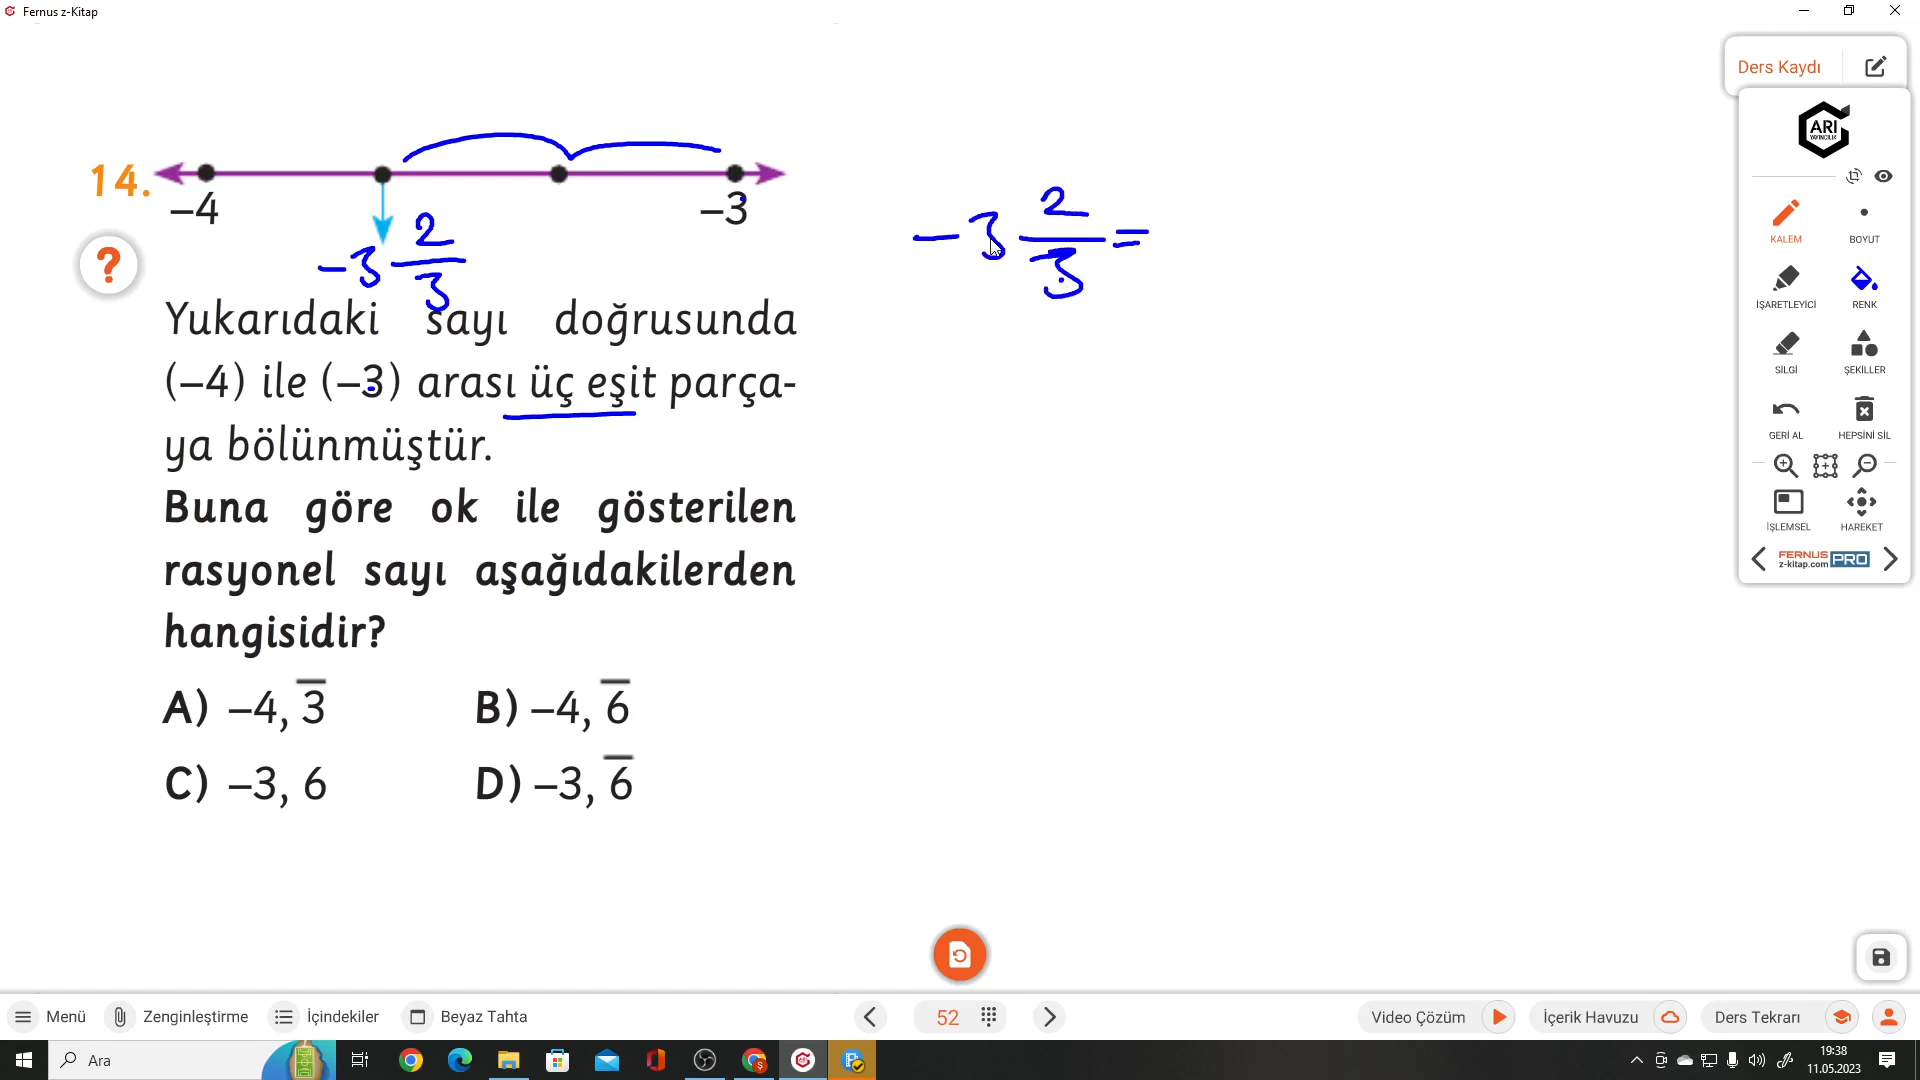 Fernus z-Kitap
Ders Kaydı
14.
–4
–3
–3 2/3
–3 2/3 =
?
Yukarıdaki sayı doğrusunda
(–4) ile (–3) arası üç eşit parça-
ya bölünmüştür.
Buna göre ok ile gösterilen
rasyonel sayı aşağıdakilerden
hangisidir?
A) –4, 3̅ B) –4, 6̅
C) –3, 6 D) –3, 6̅
ARI
YAYINCILIK
KALEM BOYUT
İŞARETLEYİCİ RENK
SİLGİ ŞEKİLLER
GERİ AL HEPSİNİ SİL
İŞLEMSEL HAREKET
FERNUS
z-kitap.com PRO
Menü Zenginleştirme İçindekiler Beyaz Tahta 52 Video Çözüm İçerik Havuzu Ders Tekrarı
Ara
19:38
11.05.2023